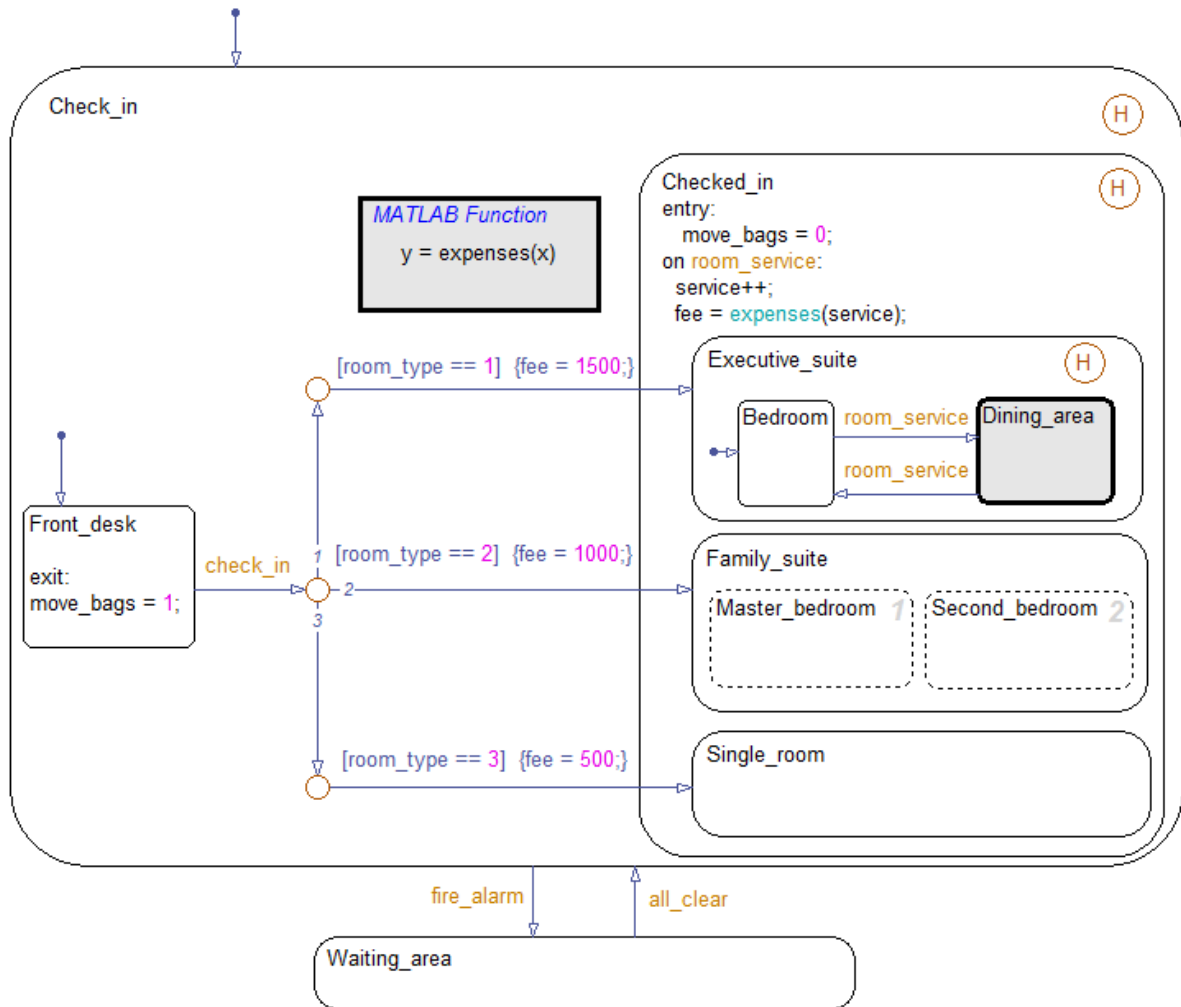 Check_in
H
Checked_in
H
entry:
move_bags = 0;
on room_service:
service++;
fee = expenses(service);
MATLAB Function
y = expenses(x)
[room_type == 1] {fee = 1500;}
Executive_suite
H
Bedroom
room_service
Dining_area
room_service
Front_desk
exit:
move_bags = 1;
check_in
1
2
3
[room_type == 2] {fee = 1000;}
Family_suite
Master_bedroom 1
Second_bedroom 2
[room_type == 3] {fee = 500;}
Single_room
fire_alarm
all_clear
Waiting_area